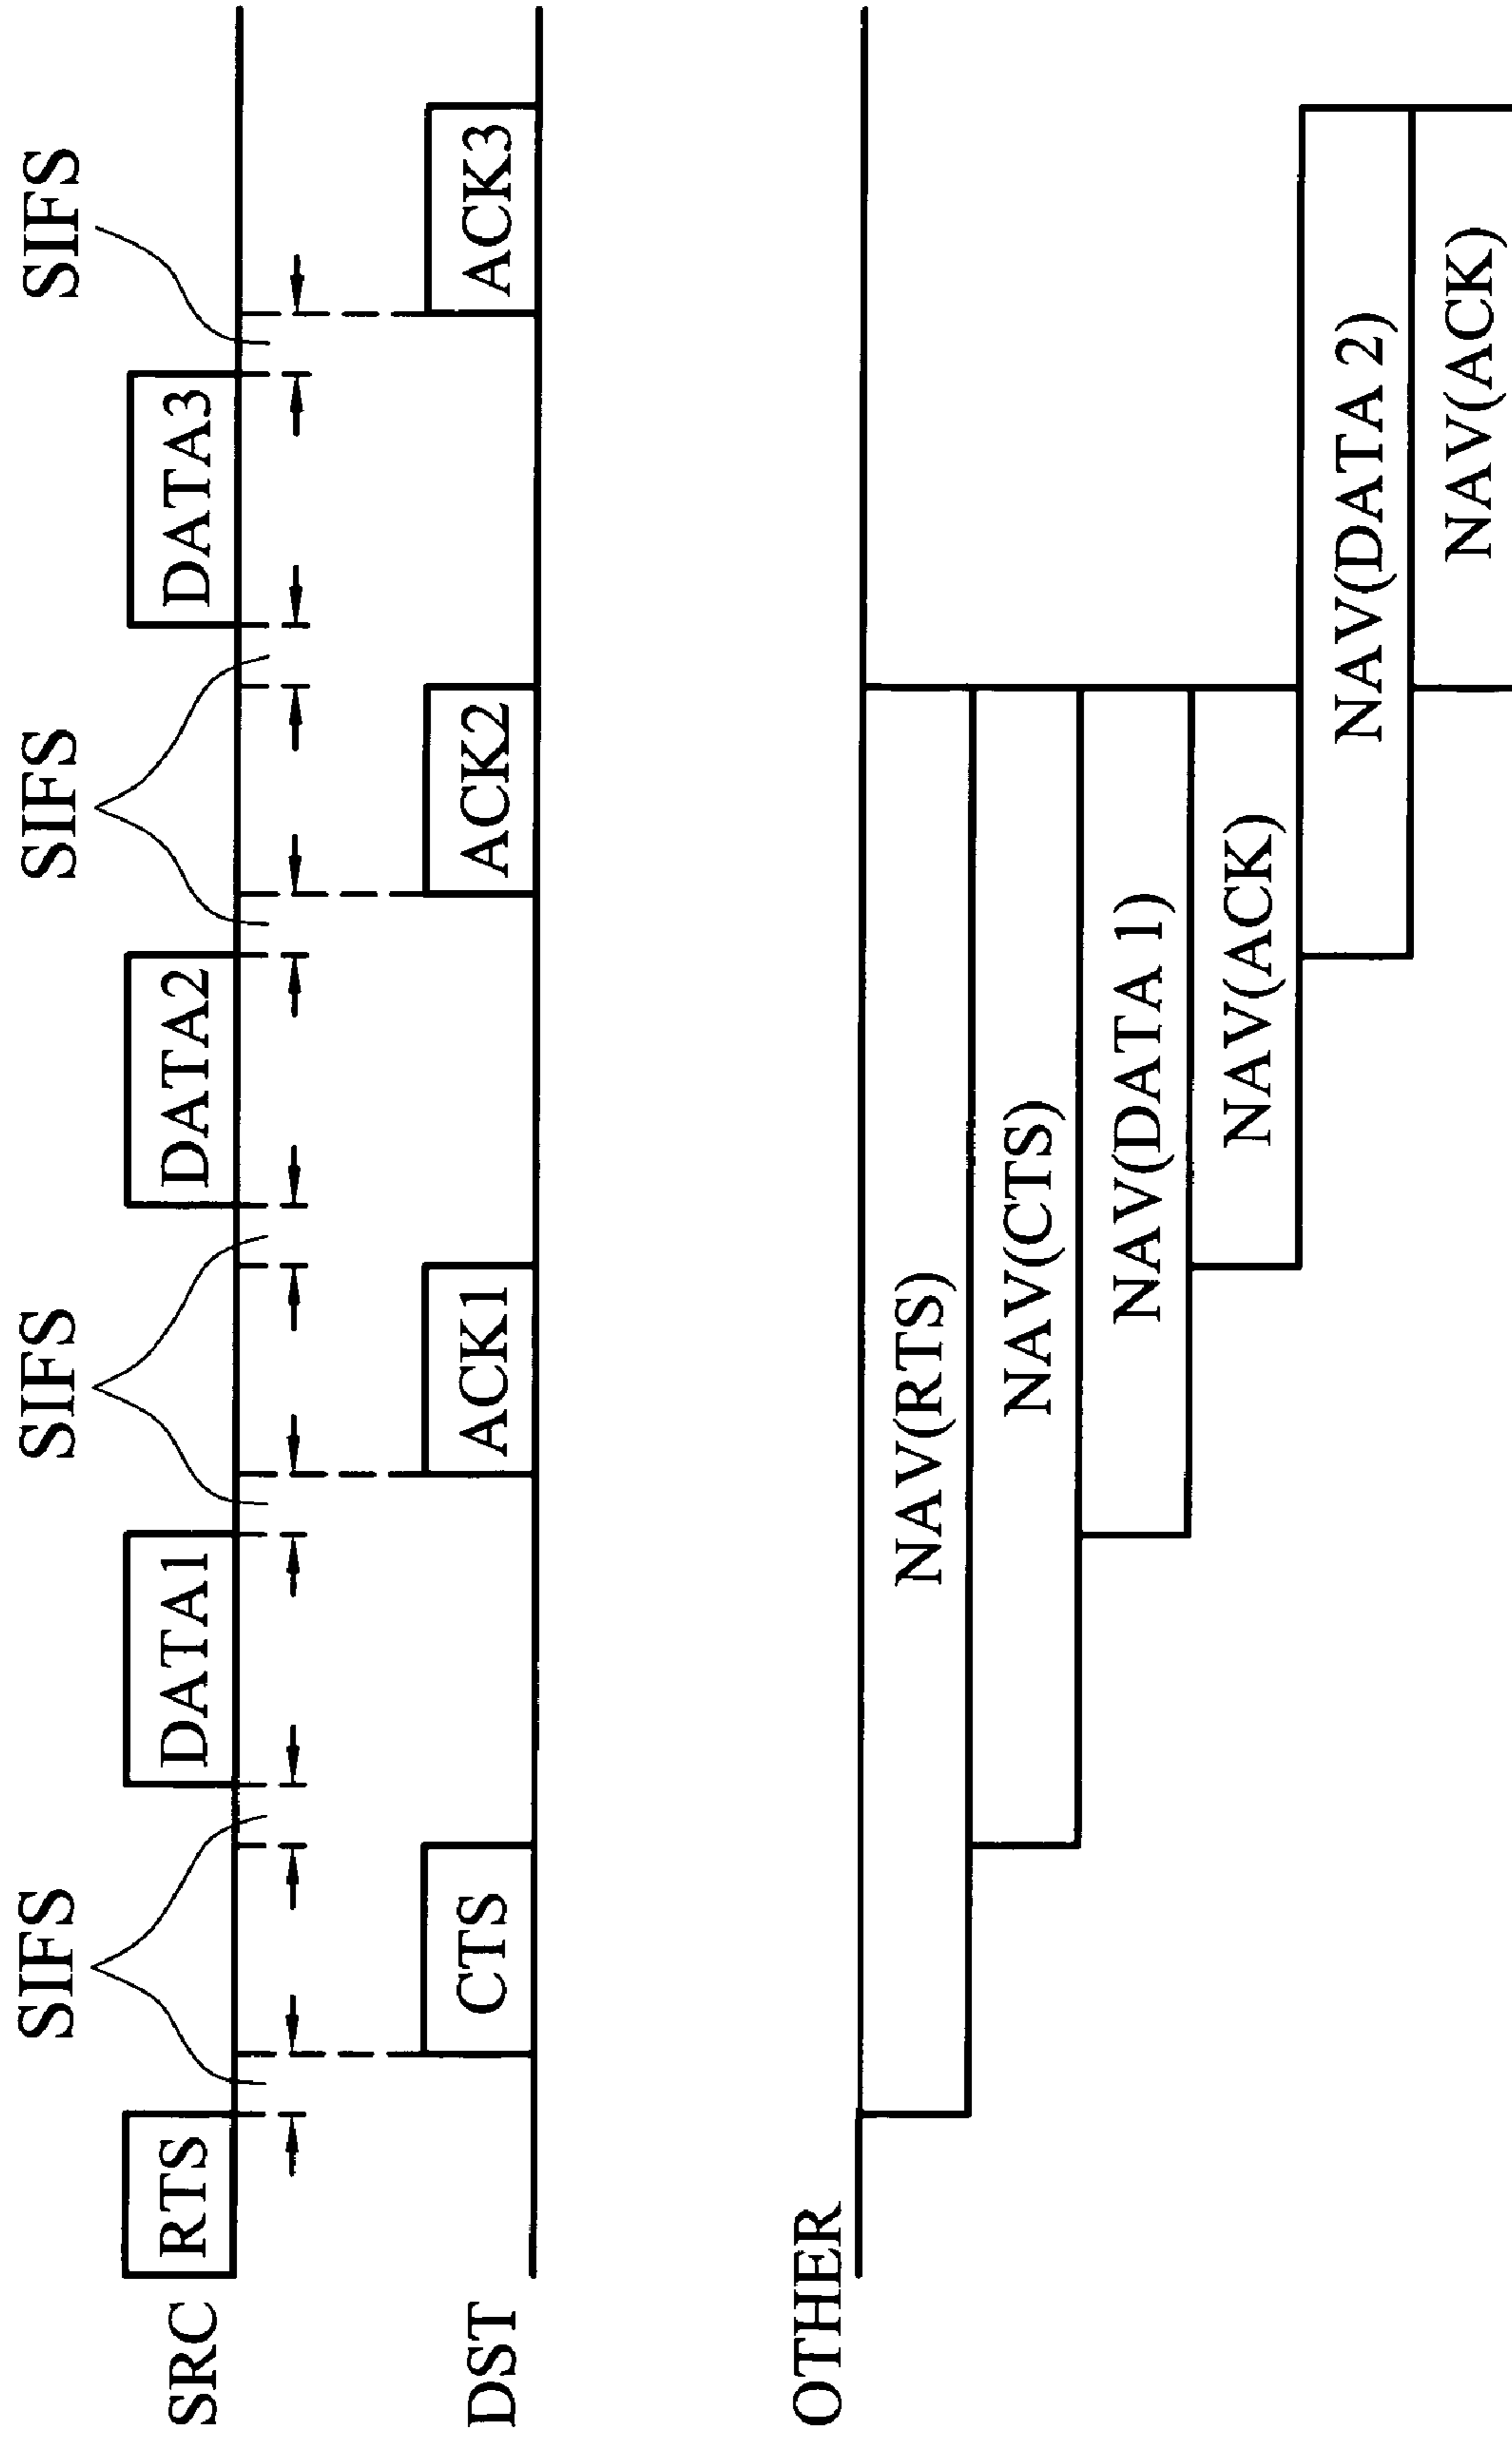 SIFS SIFS SIFS SIFS
SRC RTS DATA1 DATA2 DATA3
DST CTS ACK1 ACK2 ACK3
OTHER
NAV(RTS)
NAV(CTS)
NAV(DATA 1)
NAV(ACK)
NAV(DATA 2)
NAV(ACK)